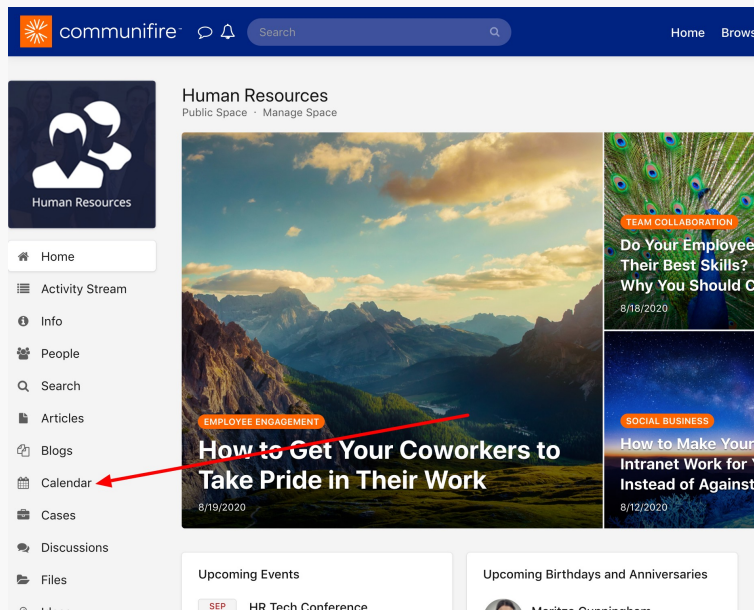 communifire
Search
Home
Human Resources
Public Space · Manage Space
Human Resources
Home
Activity Stream
Info
People
Search
Articles
Blogs
Calendar
Cases
Discussions
Files
EMPLOYEE ENGAGEMENT
How to Get Your Coworkers to
Take Pride in Their Work
8/19/2020
TEAM COLLABORATION
Do Your Employee
Their Best Skills?
Why You Should
8/18/2020
SOCIAL BUSINESS
How to Make Your
Intranet Work for
Instead of Against
8/12/2020
Upcoming Events
SEP
HR Tech Conference
Upcoming Birthdays and Anniversaries